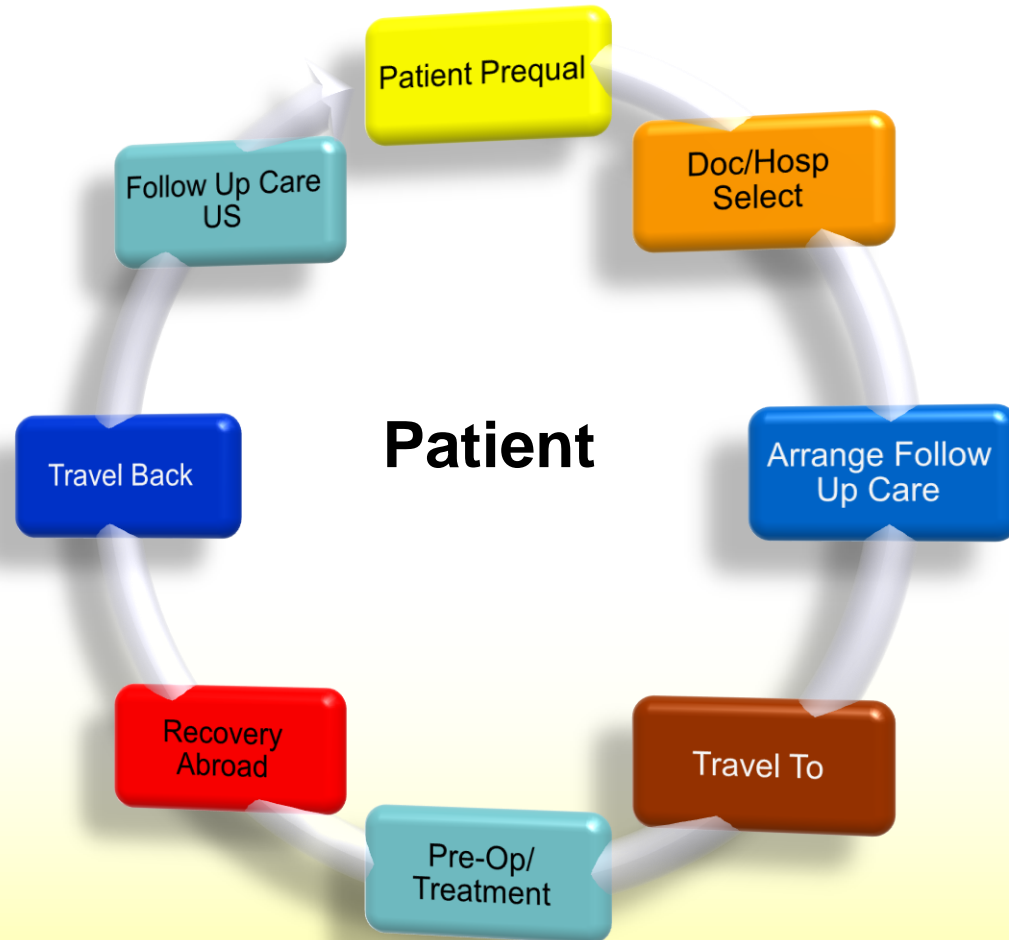 Patient Prequal
Doc/Hosp
Select
Arrange Follow
Up Care
Travel To
Pre-Op/
Treatment
Recovery
Abroad
Travel Back
Follow Up Care
US
Patient